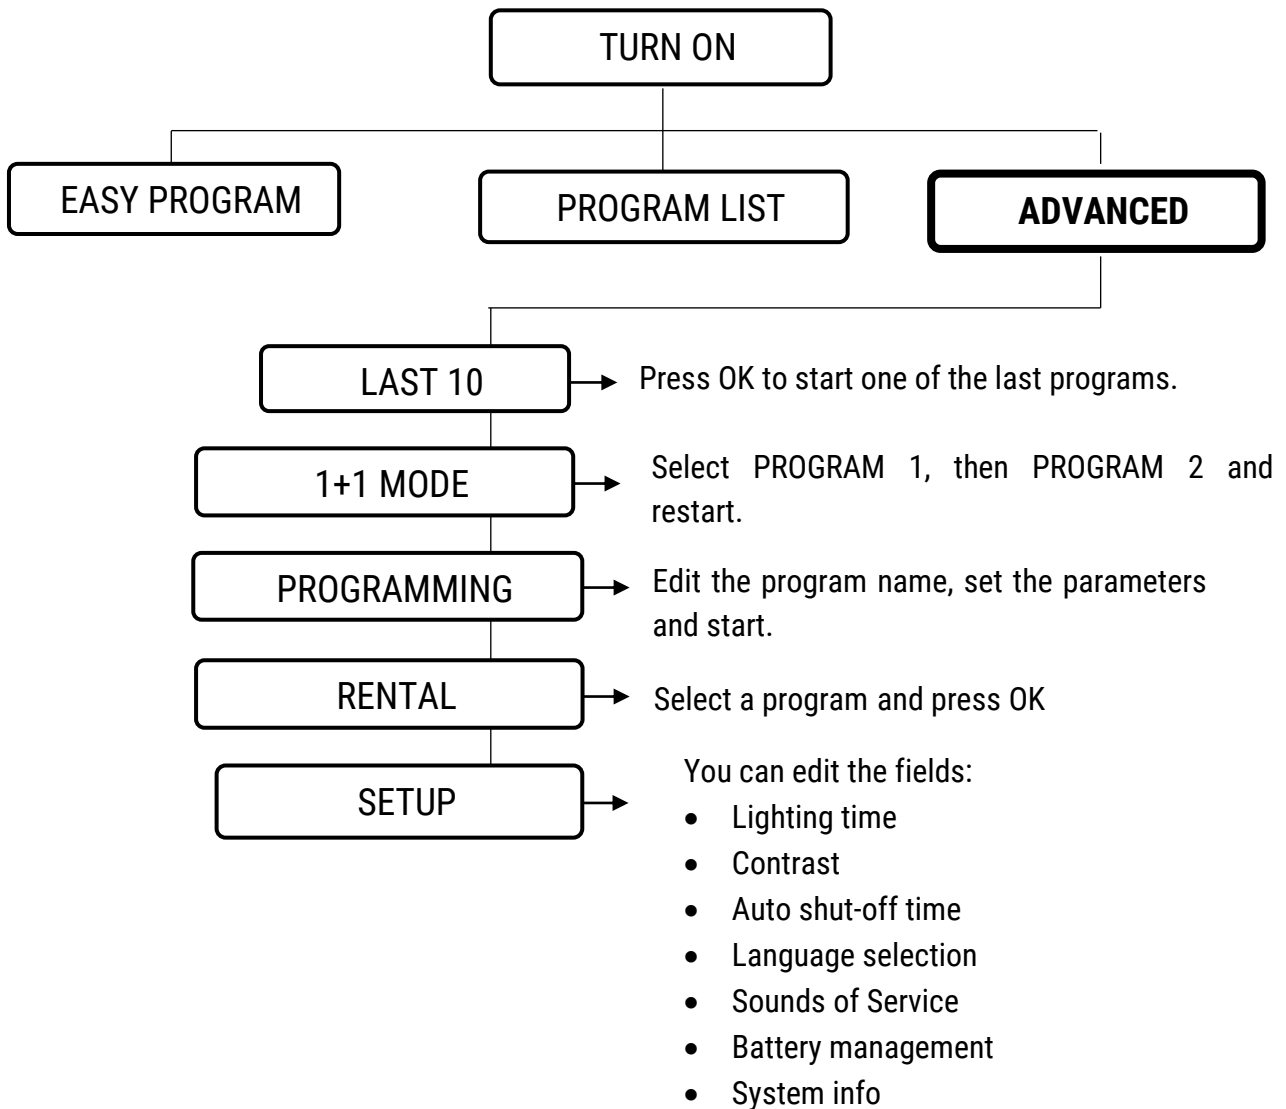 TURN ON
EASY PROGRAM
PROGRAM LIST
ADVANCED
LAST 10
Press OK to start one of the last programs.
1+1 MODE
Select PROGRAM 1, then PROGRAM 2 and
restart.
PROGRAMMING
Edit the program name, set the parameters
and start.
RENTAL
Select a program and press OK
SETUP
You can edit the fields:
• Lighting time
• Contrast
• Auto shut-off time
• Language selection
• Sounds of Service
• Battery management
• System info